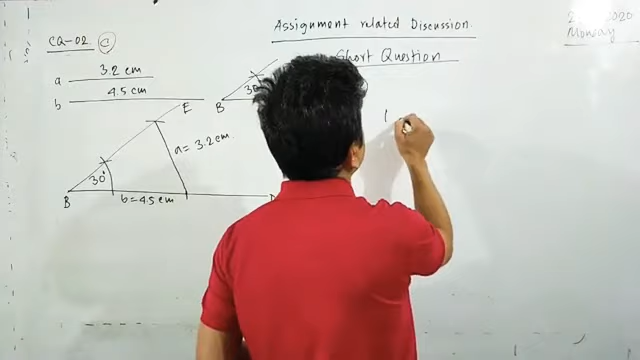 Assignment related Discussion.
2020
Monday
Short Question
CQ-02 C
a 3.2 cm
b 4.5 cm
B
E
a = 3.2 cm.
30°
B b = 4.5 cm